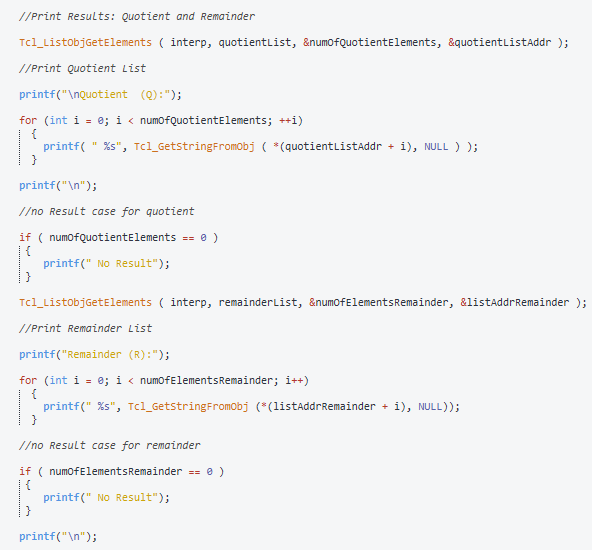 //Print Results: Quotient and Remainder
Tcl_ListObjGetElements ( interp, quotientList, &numOfQuotientElements, &quotientListAddr );
//Print Quotient List
printf("\nQuotient  (Q):");
for (int i = 0; i < numOfQuotientElements; ++i)
{
printf( " %s", Tcl_GetStringFromObj ( *(quotientListAddr + i), NULL ) );
}
printf("\n");
//no Result case for quotient
if ( numOfQuotientElements == 0 )
{
printf(" No Result");
}
Tcl_ListObjGetElements ( interp, remainderList, &numOfElementsRemainder, &listAddrRemainder );
//Print Remainder List
printf("Remainder (R):");
for (int i = 0; i < numOfElementsRemainder; i++)
{
printf(" %s", Tcl_GetStringFromObj (*(listAddrRemainder + i), NULL));
}
//no Result case for remainder
if ( numOfElementsRemainder == 0 )
{
printf(" No Result");
}
printf("\n");